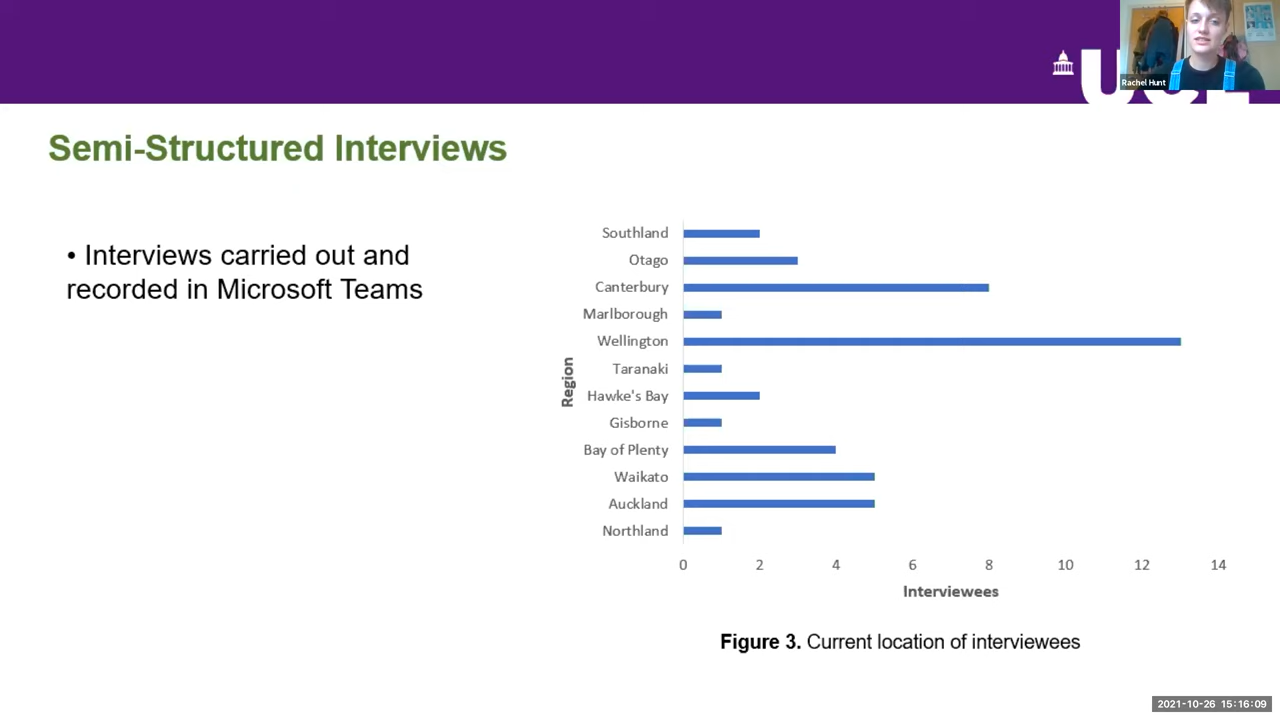 Rachel Hunt
Semi-Structured Interviews
• Interviews carried out and
recorded in Microsoft Teams
Region
Southland
Otago
Canterbury
Marlborough
Wellington
Taranaki
Hawke's Bay
Gisborne
Bay of Plenty
Waikato
Auckland
Northland
0 2 4 6 8 10 12 14
Interviewees
Figure 3. Current location of interviewees
2021-10-26 15:16:09